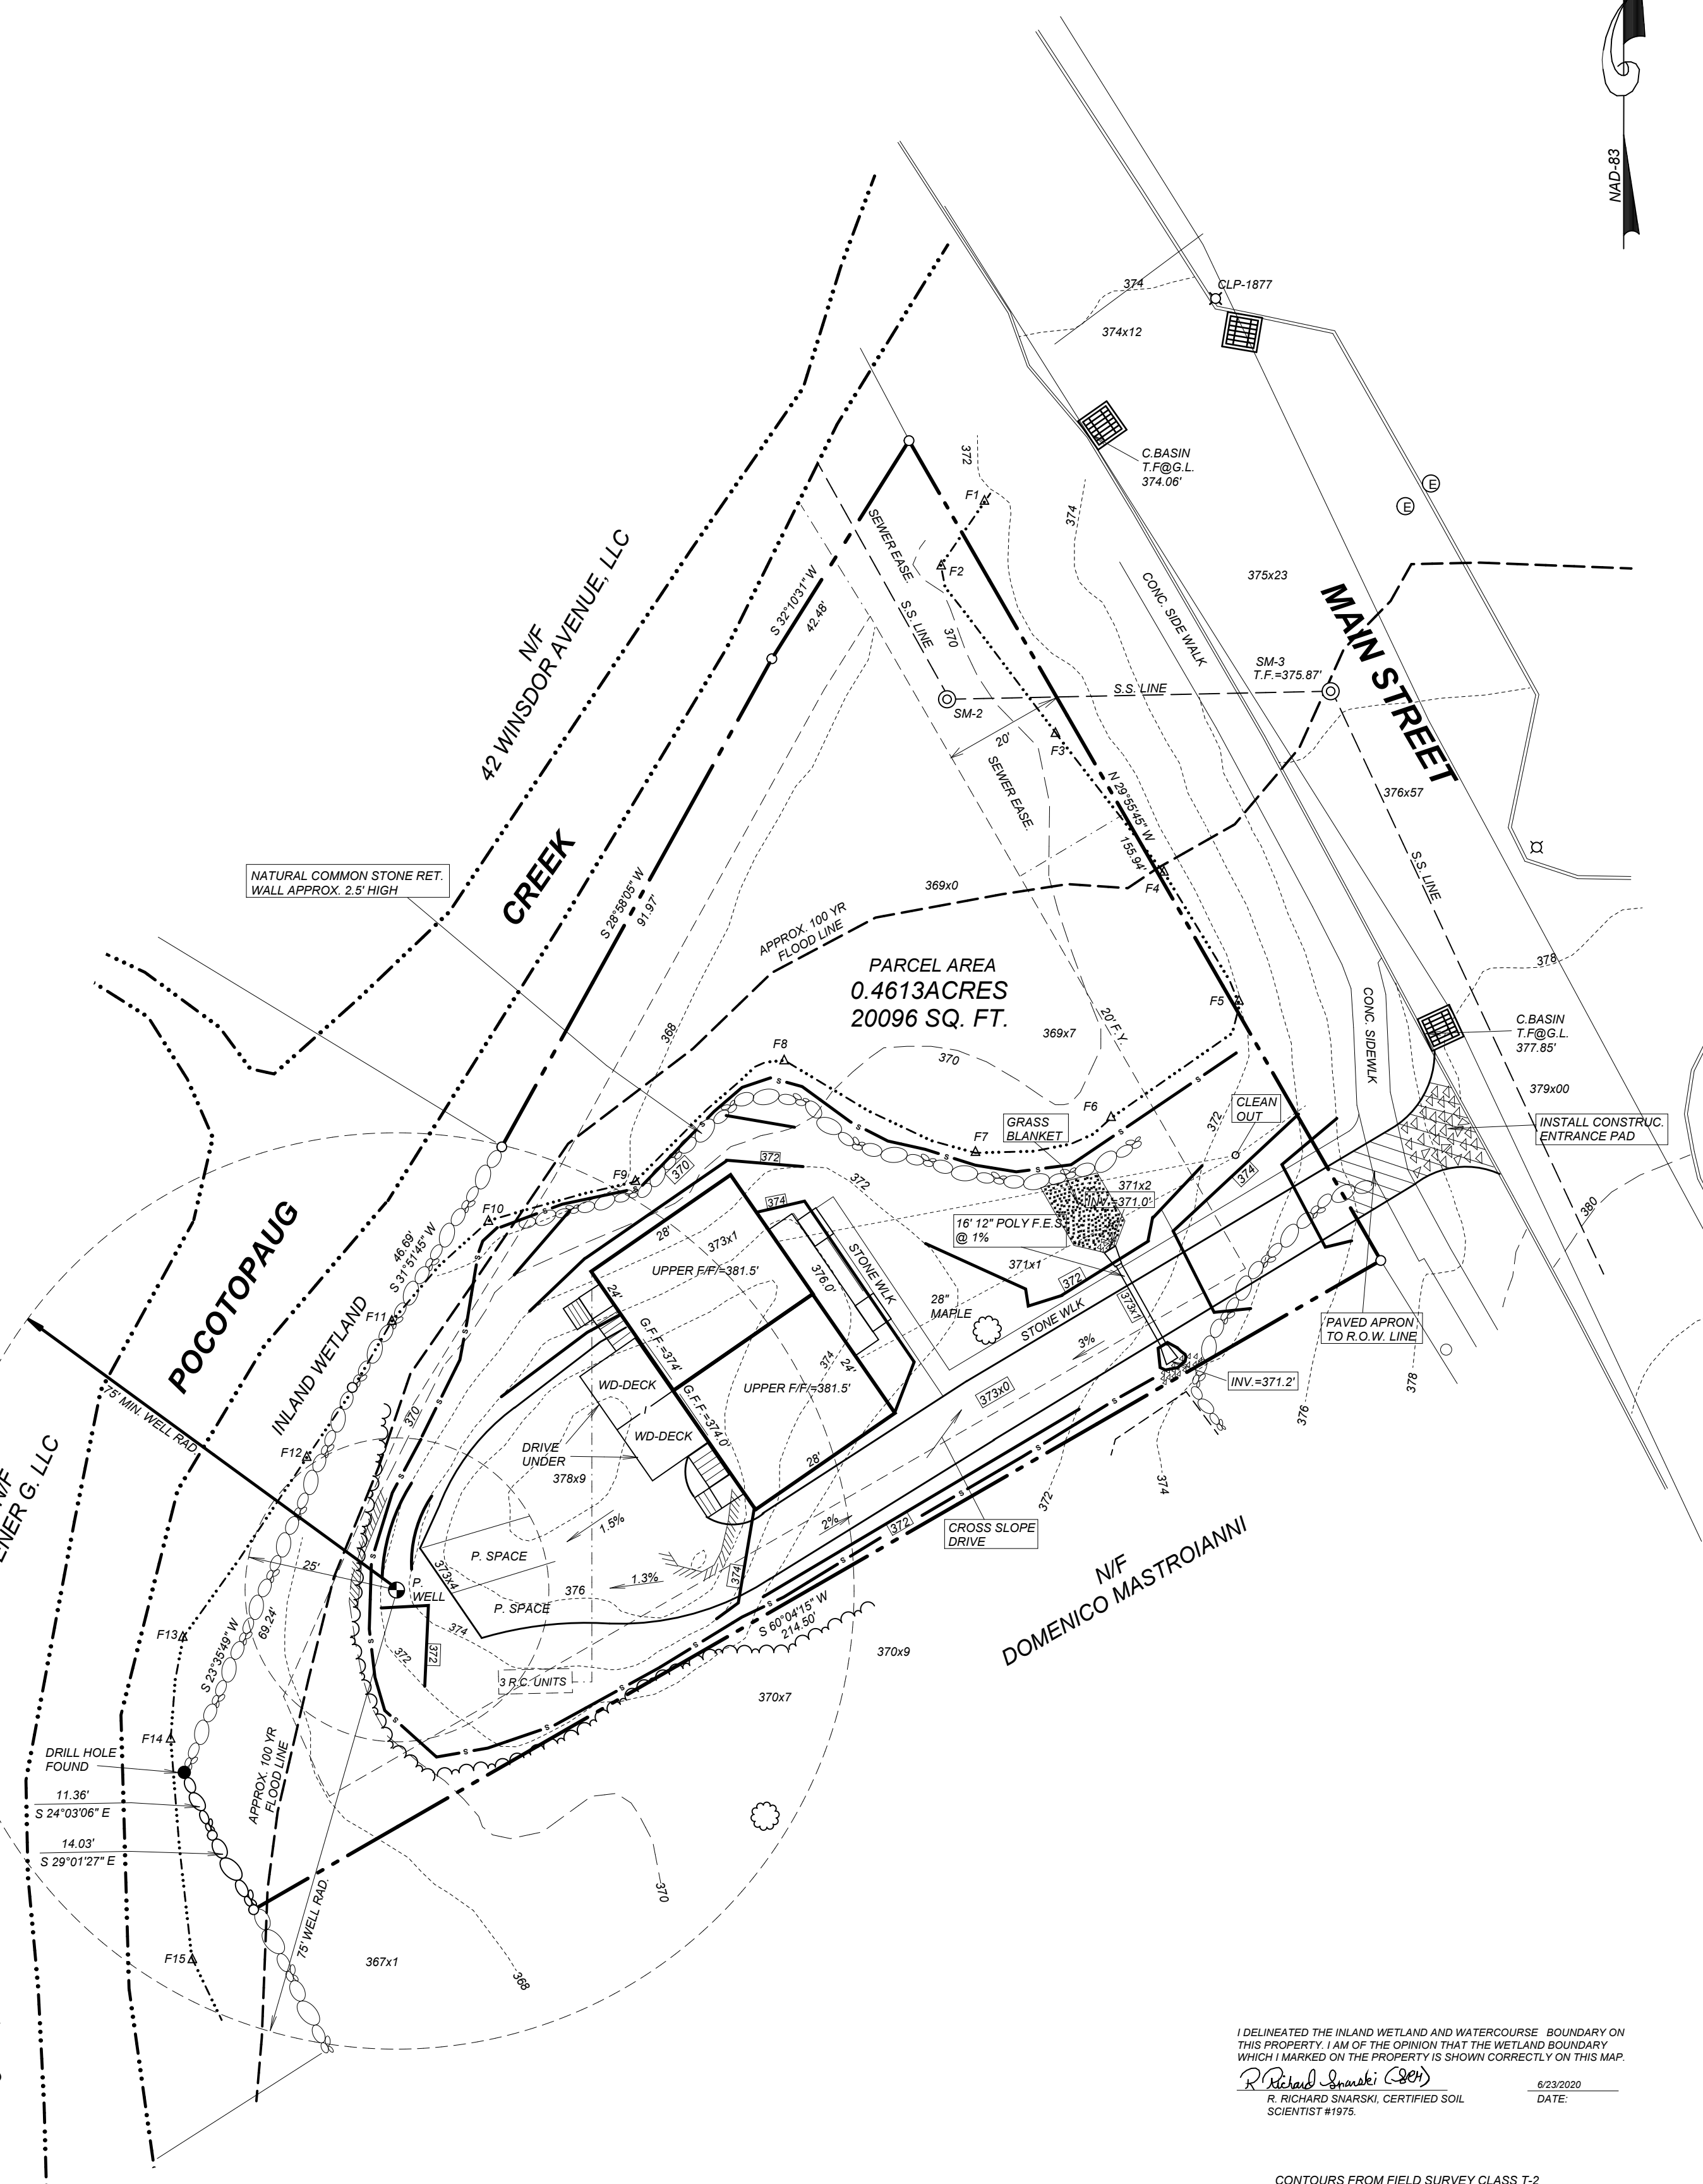 NAD-83
374
CLP-1877
374x12
C.BASIN
T.F@G.L.
374.06'
372
F1
374
E
E
SEWER EASE.
F2
375x23
CONC. SIDE WALK
MAIN STREET
N/F
42 WINSDOR AVENUE, LLC
S 32°10'31" W
42.48'
S.S. LINE
370
SM-3
T.F.=375.87'
S.S. LINE
SM-2
20'
F3
SEWER EASE.
N 29°55'45" W
155.94'
376x57
S.S. LINE
NATURAL COMMON STONE RET.
WALL APPROX. 2.5' HIGH
CREEK
S 28°58'05" W
91.97'
369x0
F4
APPROX. 100 YR
FLOOD LINE
PARCEL AREA
0.4613ACRES
20096 SQ. FT.
378
F5
CONC. SIDEWLK
C.BASIN
T.F@G.L.
377.85'
368
369x7
20' F.Y.
F8
370
379x00
F6
GRASS
BLANKET
CLEAN
OUT
372
INSTALL CONSTRUC.
ENTRANCE PAD
F7
372
370
F9
372
374
371x2
INV.=371.0'
374
F10
380
POCOTOPAUG
46.69'
S 31°51'45" W
28'
373x1
16' 12" POLY F.E.S.
@ 1%
STONE WLK
371x1
UPPER F/F/=381.5'
376.0'
372
373x1
24'
28"
MAPLE
STONE WLK
F11
INLAND WETLAND
G.F.F.=374'
3%
PAVED APRON
TO R.O.W. LINE
75' MIN. WELL RAD.
WD-DECK
374
24'
UPPER F/F/=381.5'
373x0
INV.=371.2'
378
376
370
G.F.F.=374.0'
WD-DECK
N/F
ENER G. LLC
F12
DRIVE
UNDER
378x9
28'
374
372
1.5%
2%
372
CROSS SLOPE
DRIVE
25'
P. SPACE
373x4
P.
WELL
376
1.3%
374
P. SPACE
N/F
DOMENICO MASTROIANNI
F13
S 23°35'49" W
69.24'
374
372
372
S 60°04'15" W
214.50'
370x9
3 R.C. UNITS
370x7
F14
DRILL HOLE
FOUND
APPROX. 100 YR
FLOOD LINE
11.36'
S 24°03'06" E
14.03'
S 29°01'27" E
370
75' WELL RAD.
F15
367x1
368
I DELINEATED THE INLAND WETLAND AND WATERCOURSE BOUNDARY ON
THIS PROPERTY. I AM OF THE OPINION THAT THE WETLAND BOUNDARY
WHICH I MARKED ON THE PROPERTY IS SHOWN CORRECTLY ON THIS MAP.
R Richard Snarski
6/23/2020
R. RICHARD SNARSKI, CERTIFIED SOIL
SCIENTIST #1975.
DATE:
CONTOURS FROM FIELD SURVEY CLASS T-2